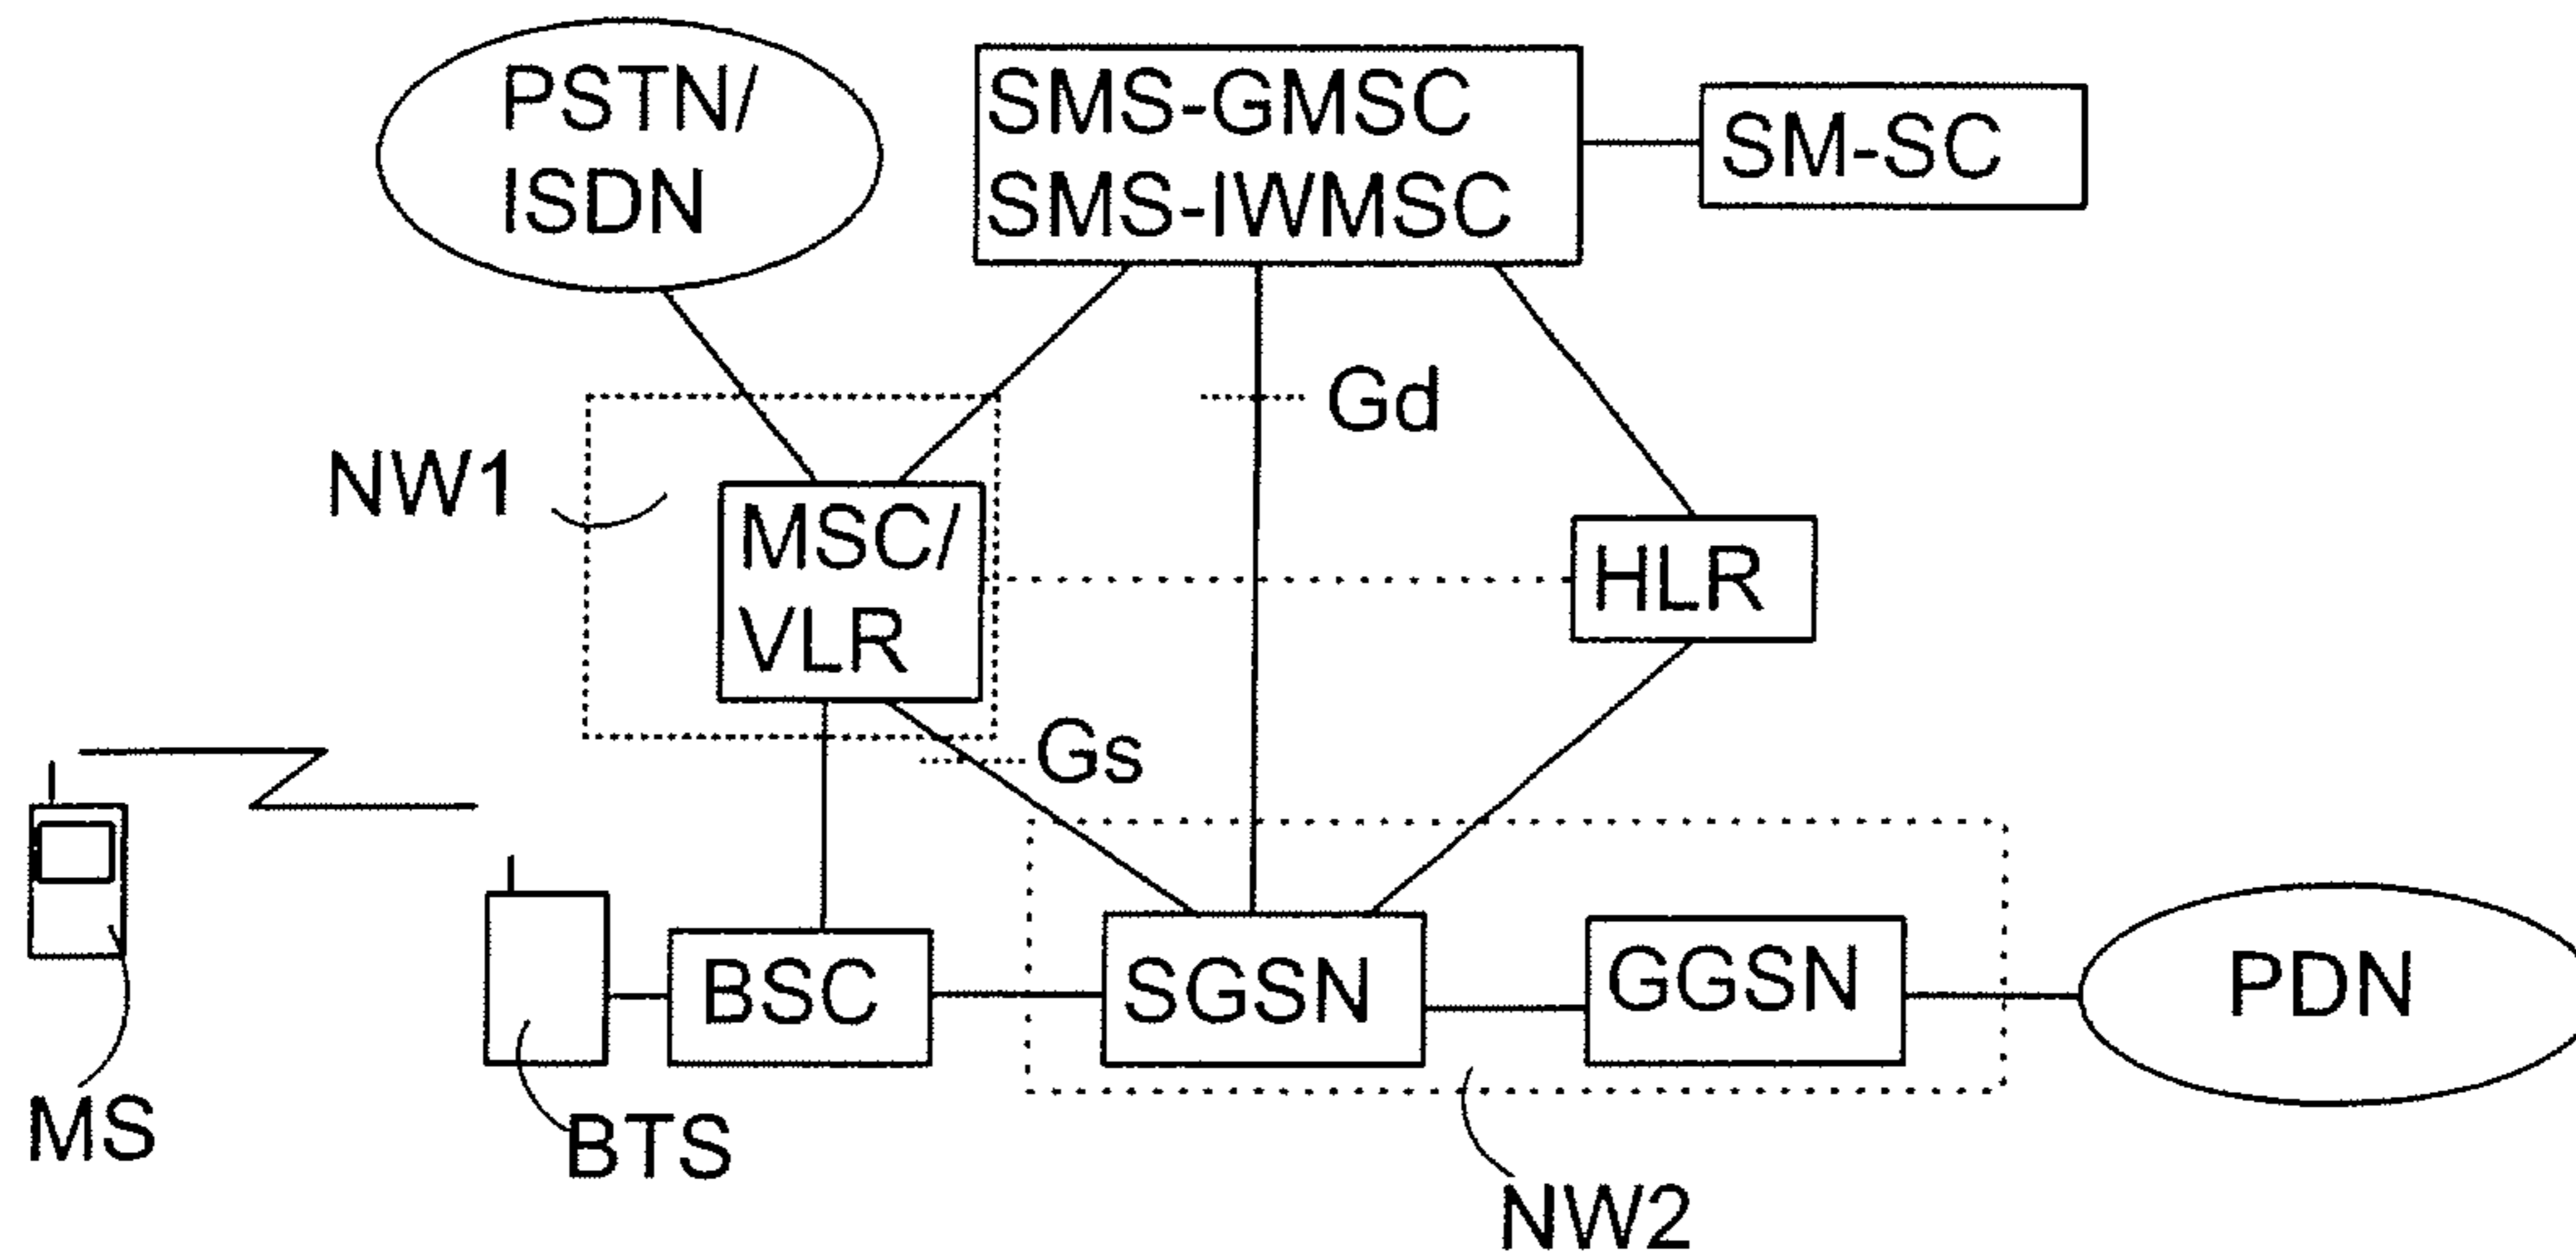 PSTN/
ISDN
SMS-GMSC
SMS-IWMSC
SM-SC
Gd
NW1
MSC/
VLR
HLR
Gs
BSC
SGSN
GGSN
PDN
MS
BTS
NW2